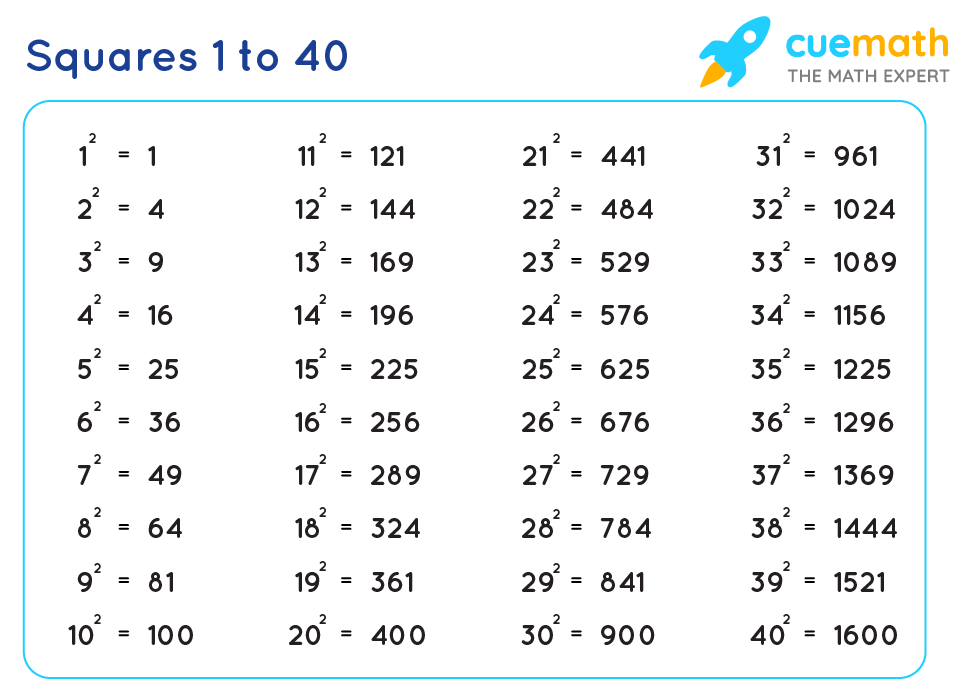 Squares 1 to 40
cuemath
THE MATH EXPERT
1² = 1 11² = 121 21² = 441 31² = 961
2² = 4 12² = 144 22² = 484 32² = 1024
3² = 9 13² = 169 23² = 529 33² = 1089
4² = 16 14² = 196 24² = 576 34² = 1156
5² = 25 15² = 225 25² = 625 35² = 1225
6² = 36 16² = 256 26² = 676 36² = 1296
7² = 49 17² = 289 27² = 729 37² = 1369
8² = 64 18² = 324 28² = 784 38² = 1444
9² = 81 19² = 361 29² = 841 39² = 1521
10² = 100 20² = 400 30² = 900 40² = 1600